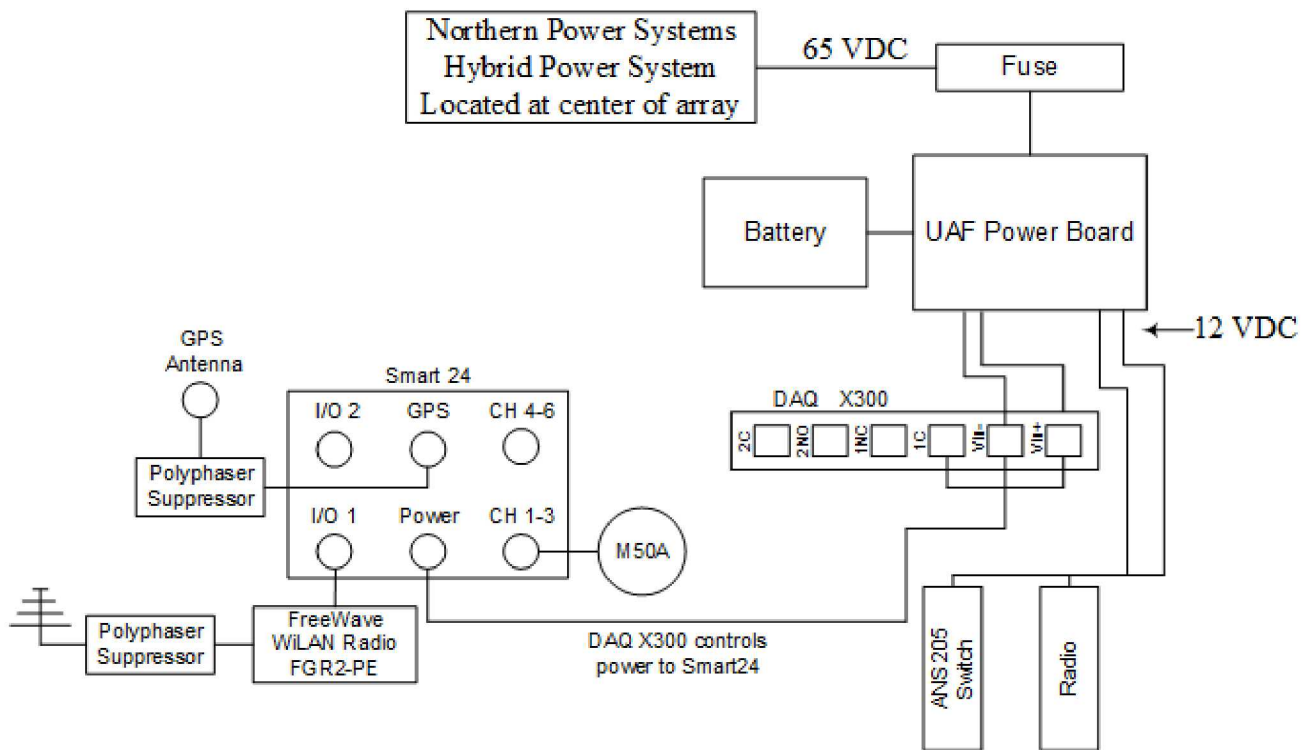 Northern Power Systems
Hybrid Power System
Located at center of array
65 VDC
Fuse
Battery
UAF Power Board
12 VDC
GPS
Antenna
Smart 24
I/O 2
GPS
CH 4-6
DAQ X300
2C
2NO
1NC
1C
VIN-
VIN+
Polyphaser
Suppressor
I/O 1
Power
CH 1-3
M50A
Polyphaser
Suppressor
FreeWave
WiLAN Radio
FGR2-PE
DAQ X300 controls
power to Smart24
ANS 205
Switch
Radio